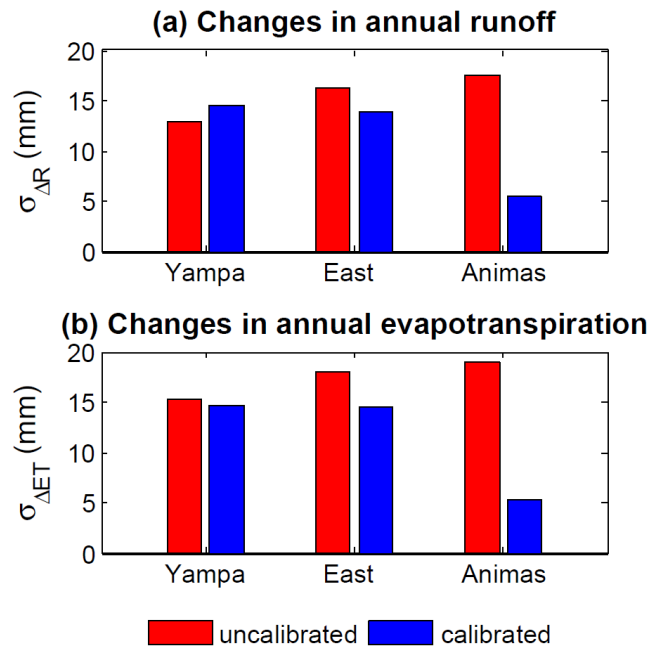 (a) Changes in annual runoff
20
15
10
5
0
σΔR (mm)
Yampa East Animas
(b) Changes in annual evapotranspiration
20
15
10
5
0
σΔET (mm)
Yampa East Animas
uncalibrated calibrated